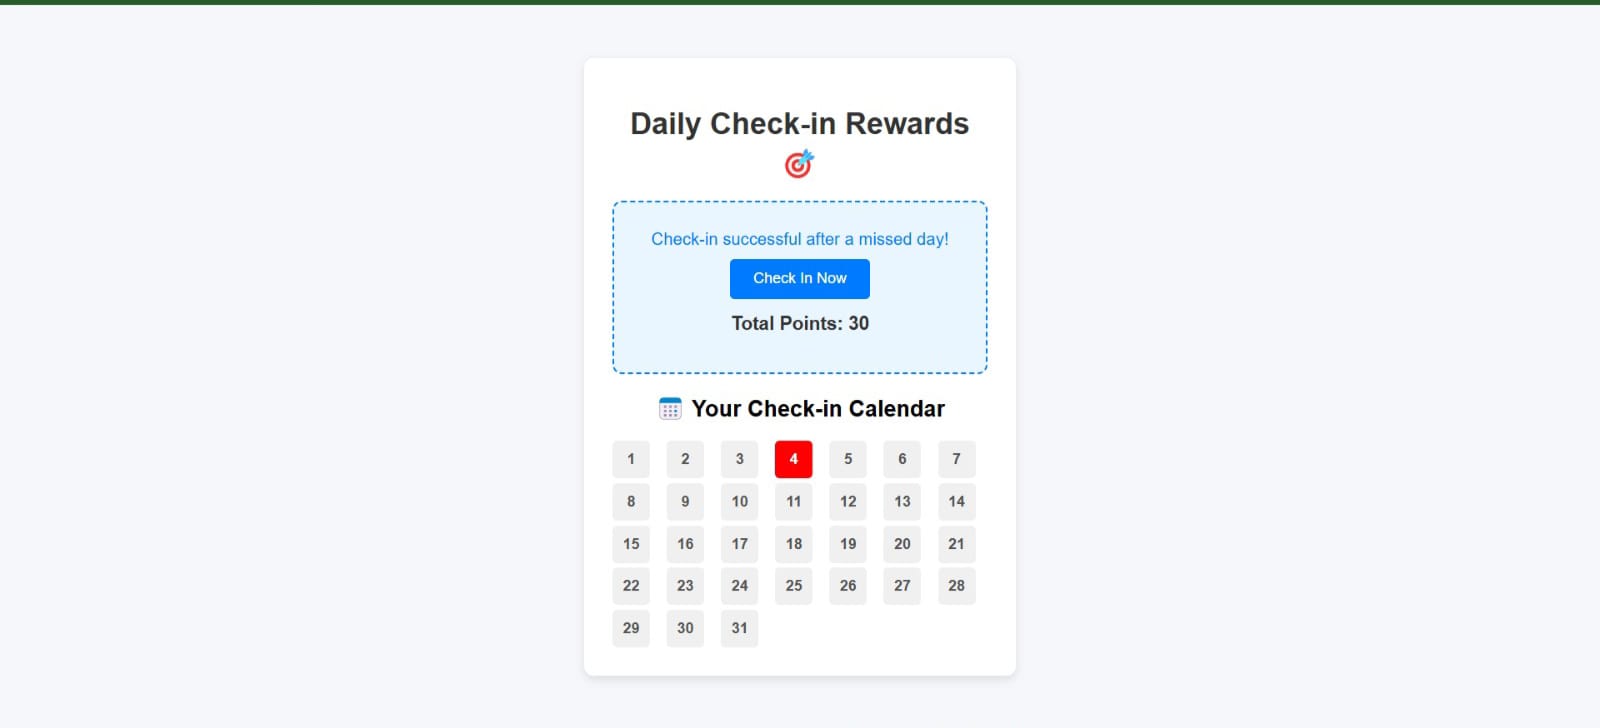 Daily Check-in Rewards
Check-in successful after a missed day!
Check In Now
Total Points: 30
Your Check-in Calendar
1 2 3 4 5 6 7
8 9 10 11 12 13 14
15 16 17 18 19 20 21
22 23 24 25 26 27 28
29 30 31